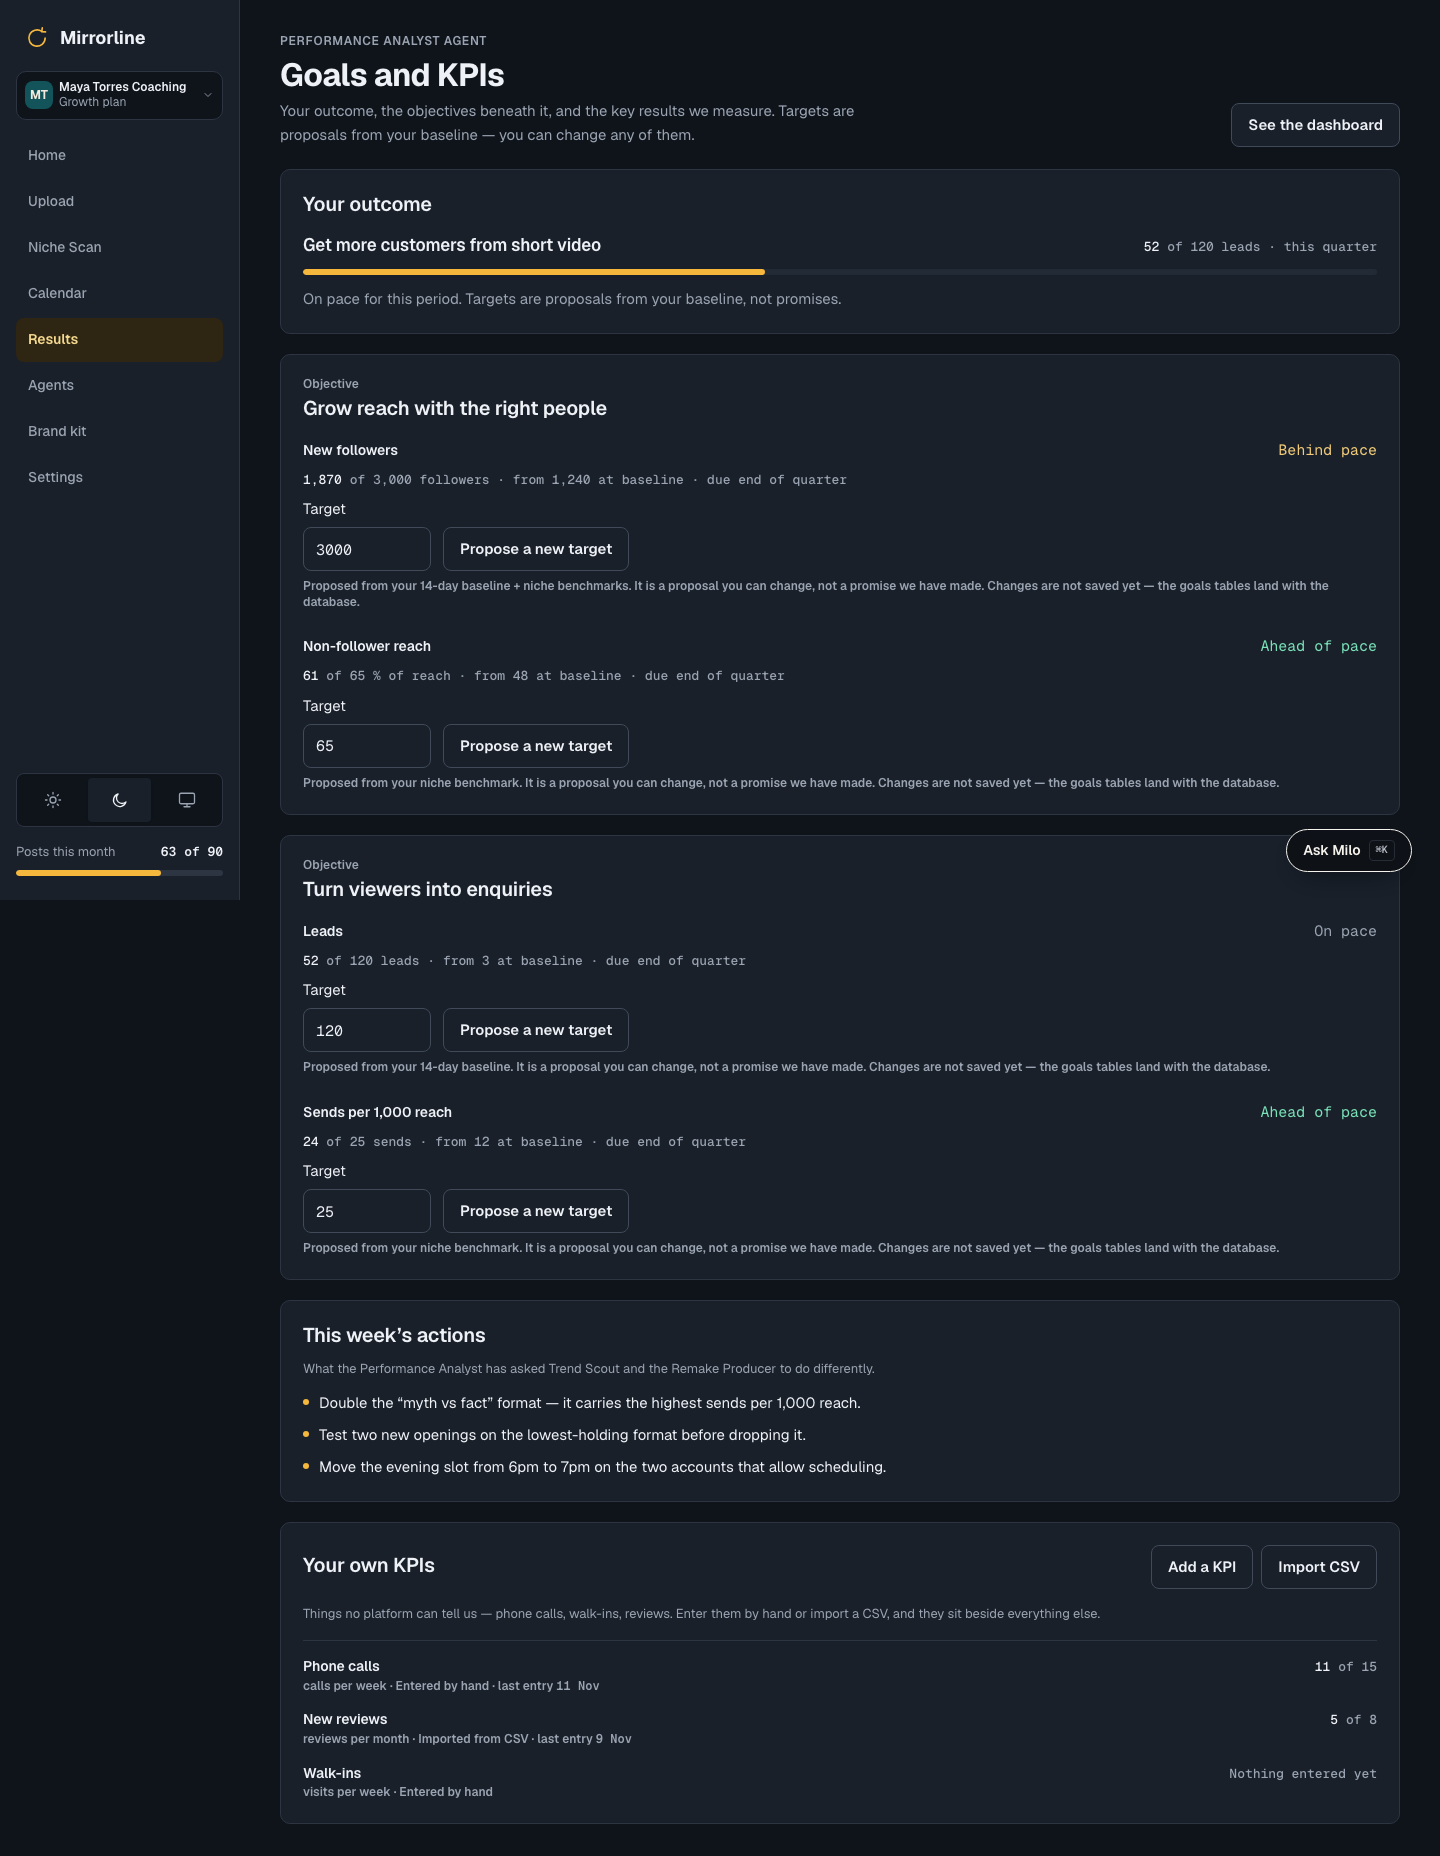 Mirrorline
MT
Maya Torres Coaching
Growth plan
Home
Upload
Niche Scan
Calendar
Results
Agents
Brand kit
Settings
Posts this month
63 of 90
PERFORMANCE ANALYST AGENT
Goals and KPIs
Your outcome, the objectives beneath it, and the key results we measure. Targets are
proposals from your baseline — you can change any of them.
See the dashboard
Your outcome
Get more customers from short video
52 of 120 leads · this quarter
On pace for this period. Targets are proposals from your baseline, not promises.
Objective
Grow reach with the right people
New followers
Behind pace
1,870 of 3,000 followers · from 1,240 at baseline · due end of quarter
Target
3000
Propose a new target
Proposed from your 14-day baseline + niche benchmarks. It is a proposal you can change, not a promise we have made. Changes are not saved yet — the goals tables land with the
database.
Non-follower reach
Ahead of pace
61 of 65 % of reach · from 48 at baseline · due end of quarter
Target
65
Propose a new target
Proposed from your niche benchmark. It is a proposal you can change, not a promise we have made. Changes are not saved yet — the goals tables land with the database.
Ask Milo ⌘K
Objective
Turn viewers into enquiries
Leads
On pace
52 of 120 leads · from 3 at baseline · due end of quarter
Target
120
Propose a new target
Proposed from your 14-day baseline. It is a proposal you can change, not a promise we have made. Changes are not saved yet — the goals tables land with the database.
Sends per 1,000 reach
Ahead of pace
24 of 25 sends · from 12 at baseline · due end of quarter
Target
25
Propose a new target
Proposed from your niche benchmark. It is a proposal you can change, not a promise we have made. Changes are not saved yet — the goals tables land with the database.
This week’s actions
What the Performance Analyst has asked Trend Scout and the Remake Producer to do differently.
Double the “myth vs fact” format — it carries the highest sends per 1,000 reach.
Test two new openings on the lowest-holding format before dropping it.
Move the evening slot from 6pm to 7pm on the two accounts that allow scheduling.
Your own KPIs
Add a KPI
Import CSV
Things no platform can tell us — phone calls, walk-ins, reviews. Enter them by hand or import a CSV, and they sit beside everything else.
Phone calls
11 of 15
calls per week · Entered by hand · last entry 11 Nov
New reviews
5 of 8
reviews per month · Imported from CSV · last entry 9 Nov
Walk-ins
Nothing entered yet
visits per week · Entered by hand